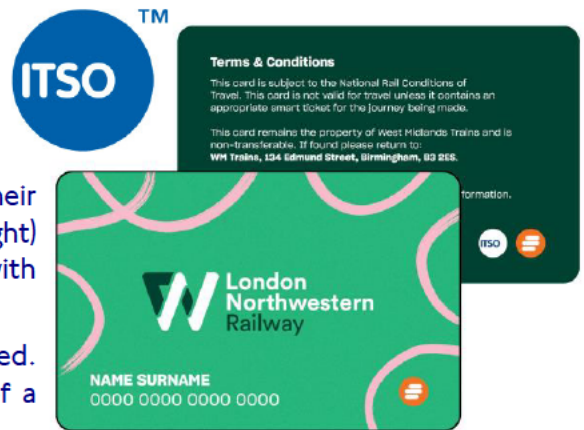 TM
ITSO
Terms & Conditions
This card is subject to the National Rail Conditions of
Travel. This card is not valid for travel unless it contains an
appropriate smart ticket for the journey being made.
This card remains the property of West Midlands Trains and is
non-transferable. If found please return to:
WM Trains, 134 Edmund Street, Birmingham, B3 2ES.
formation.
ITSO
heir
ght)
with
ed.
f a
London
Northwestern
Railway
NAME SURNAME
0000 0000 0000 0000